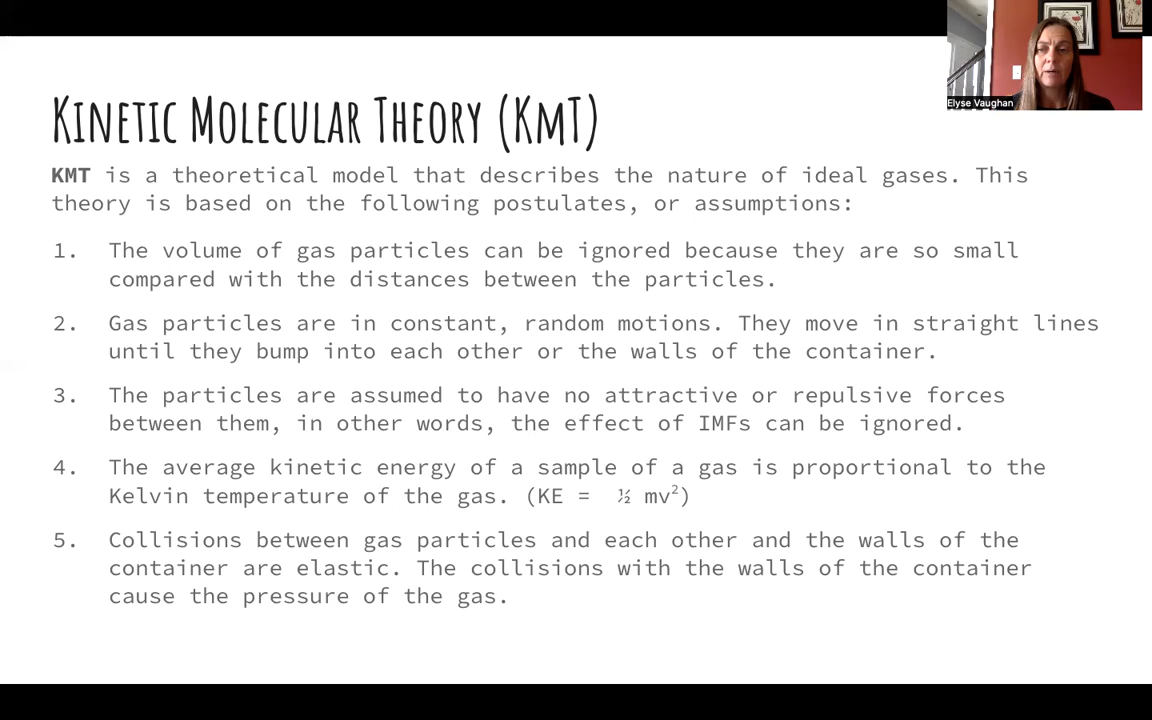 Elyse Vaughan
Kinetic Molecular Theory (KMT)
KMT is a theoretical model that describes the nature of ideal gases. This
theory is based on the following postulates, or assumptions:
1. The volume of gas particles can be ignored because they are so small
compared with the distances between the particles.
2. Gas particles are in constant, random motions. They move in straight lines
until they bump into each other or the walls of the container.
3. The particles are assumed to have no attractive or repulsive forces
between them, in other words, the effect of IMFs can be ignored.
4. The average kinetic energy of a sample of a gas is proportional to the
Kelvin temperature of the gas. (KE = ½ mv²)
5. Collisions between gas particles and each other and the walls of the
container are elastic. The collisions with the walls of the container
cause the pressure of the gas.